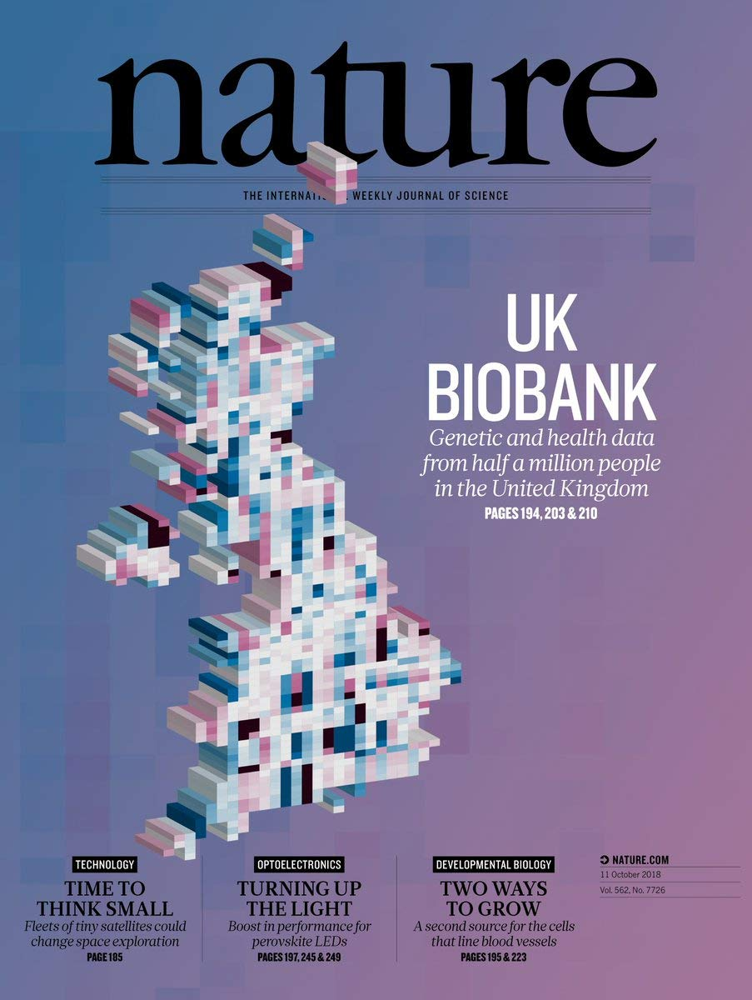 nature
THE INTERNATI WEEKLY JOURNAL OF SCIENCE
UK
BIOBANK
Genetic and health data
from half a million people
in the United Kingdom
PAGES 194, 203 & 210
TECHNOLOGY
TIME TO
THINK SMALL
Fleets of tiny satellites could
change space exploration
PAGE 185
OPTOELECTRONICS
TURNING UP
THE LIGHT
Boost in performance for
perovskite LEDs
PAGES 197, 245 & 249
DEVELOPMENTAL BIOLOGY
TWO WAYS
TO GROW
A second source for the cells
that line blood vessels
PAGES 195 & 223
NATURE.COM
11 October 2018
Vol. 562, No. 7726